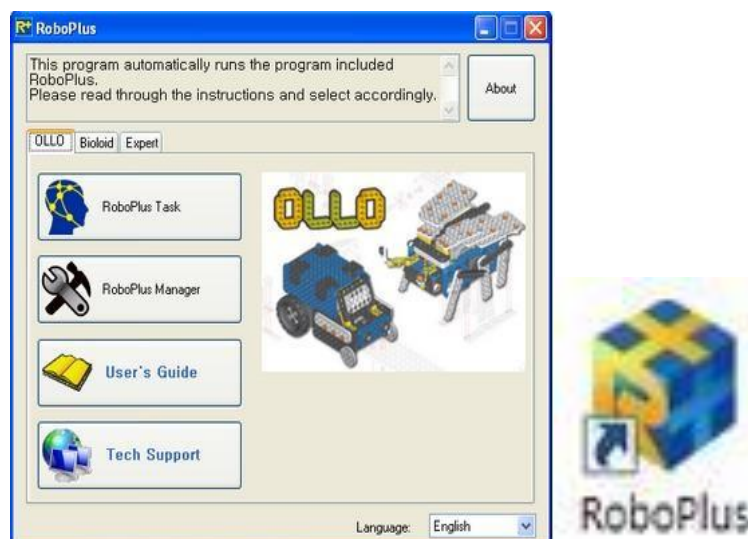 RoboPlus
This program automatically runs the program included
RoboPlus.
Please read through the instructions and select accordingly.
About
OLLO Bioloid Expert
RoboPlus Task
OLLO
RoboPlus Manager
User's Guide
Tech Support
Language: English
RoboPlus